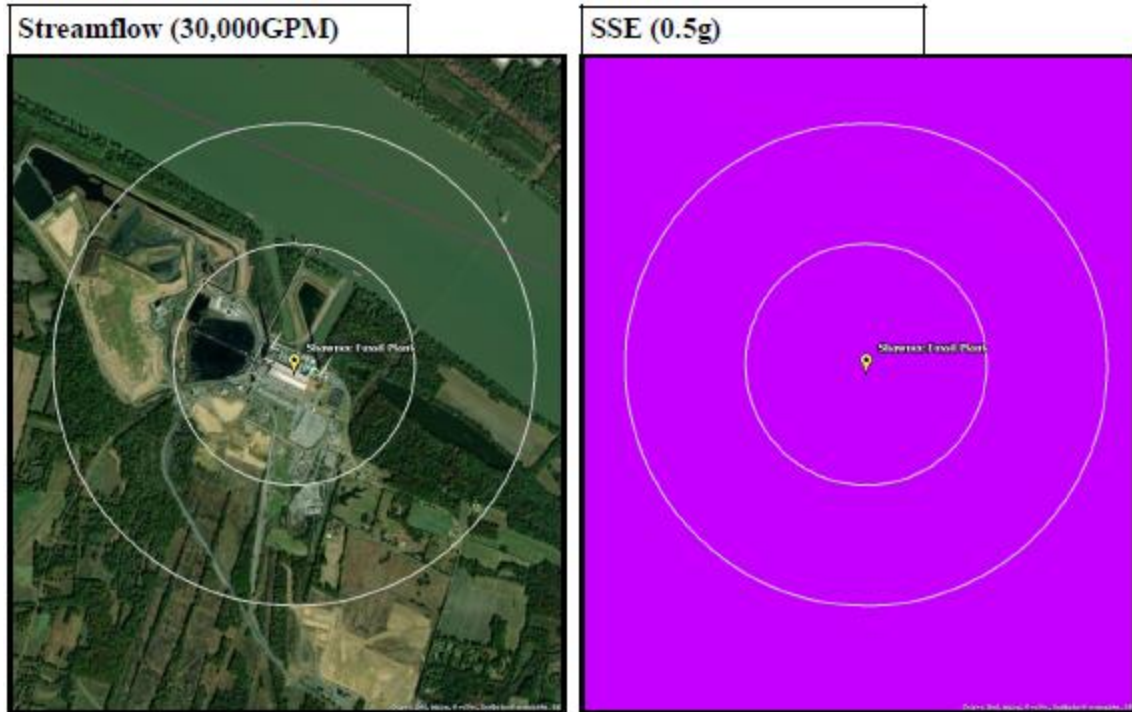 Streamflow (30,000GPM)
SSE (0.5g)
Shawnee Fossil Plant
Shawnee Fossil Plant